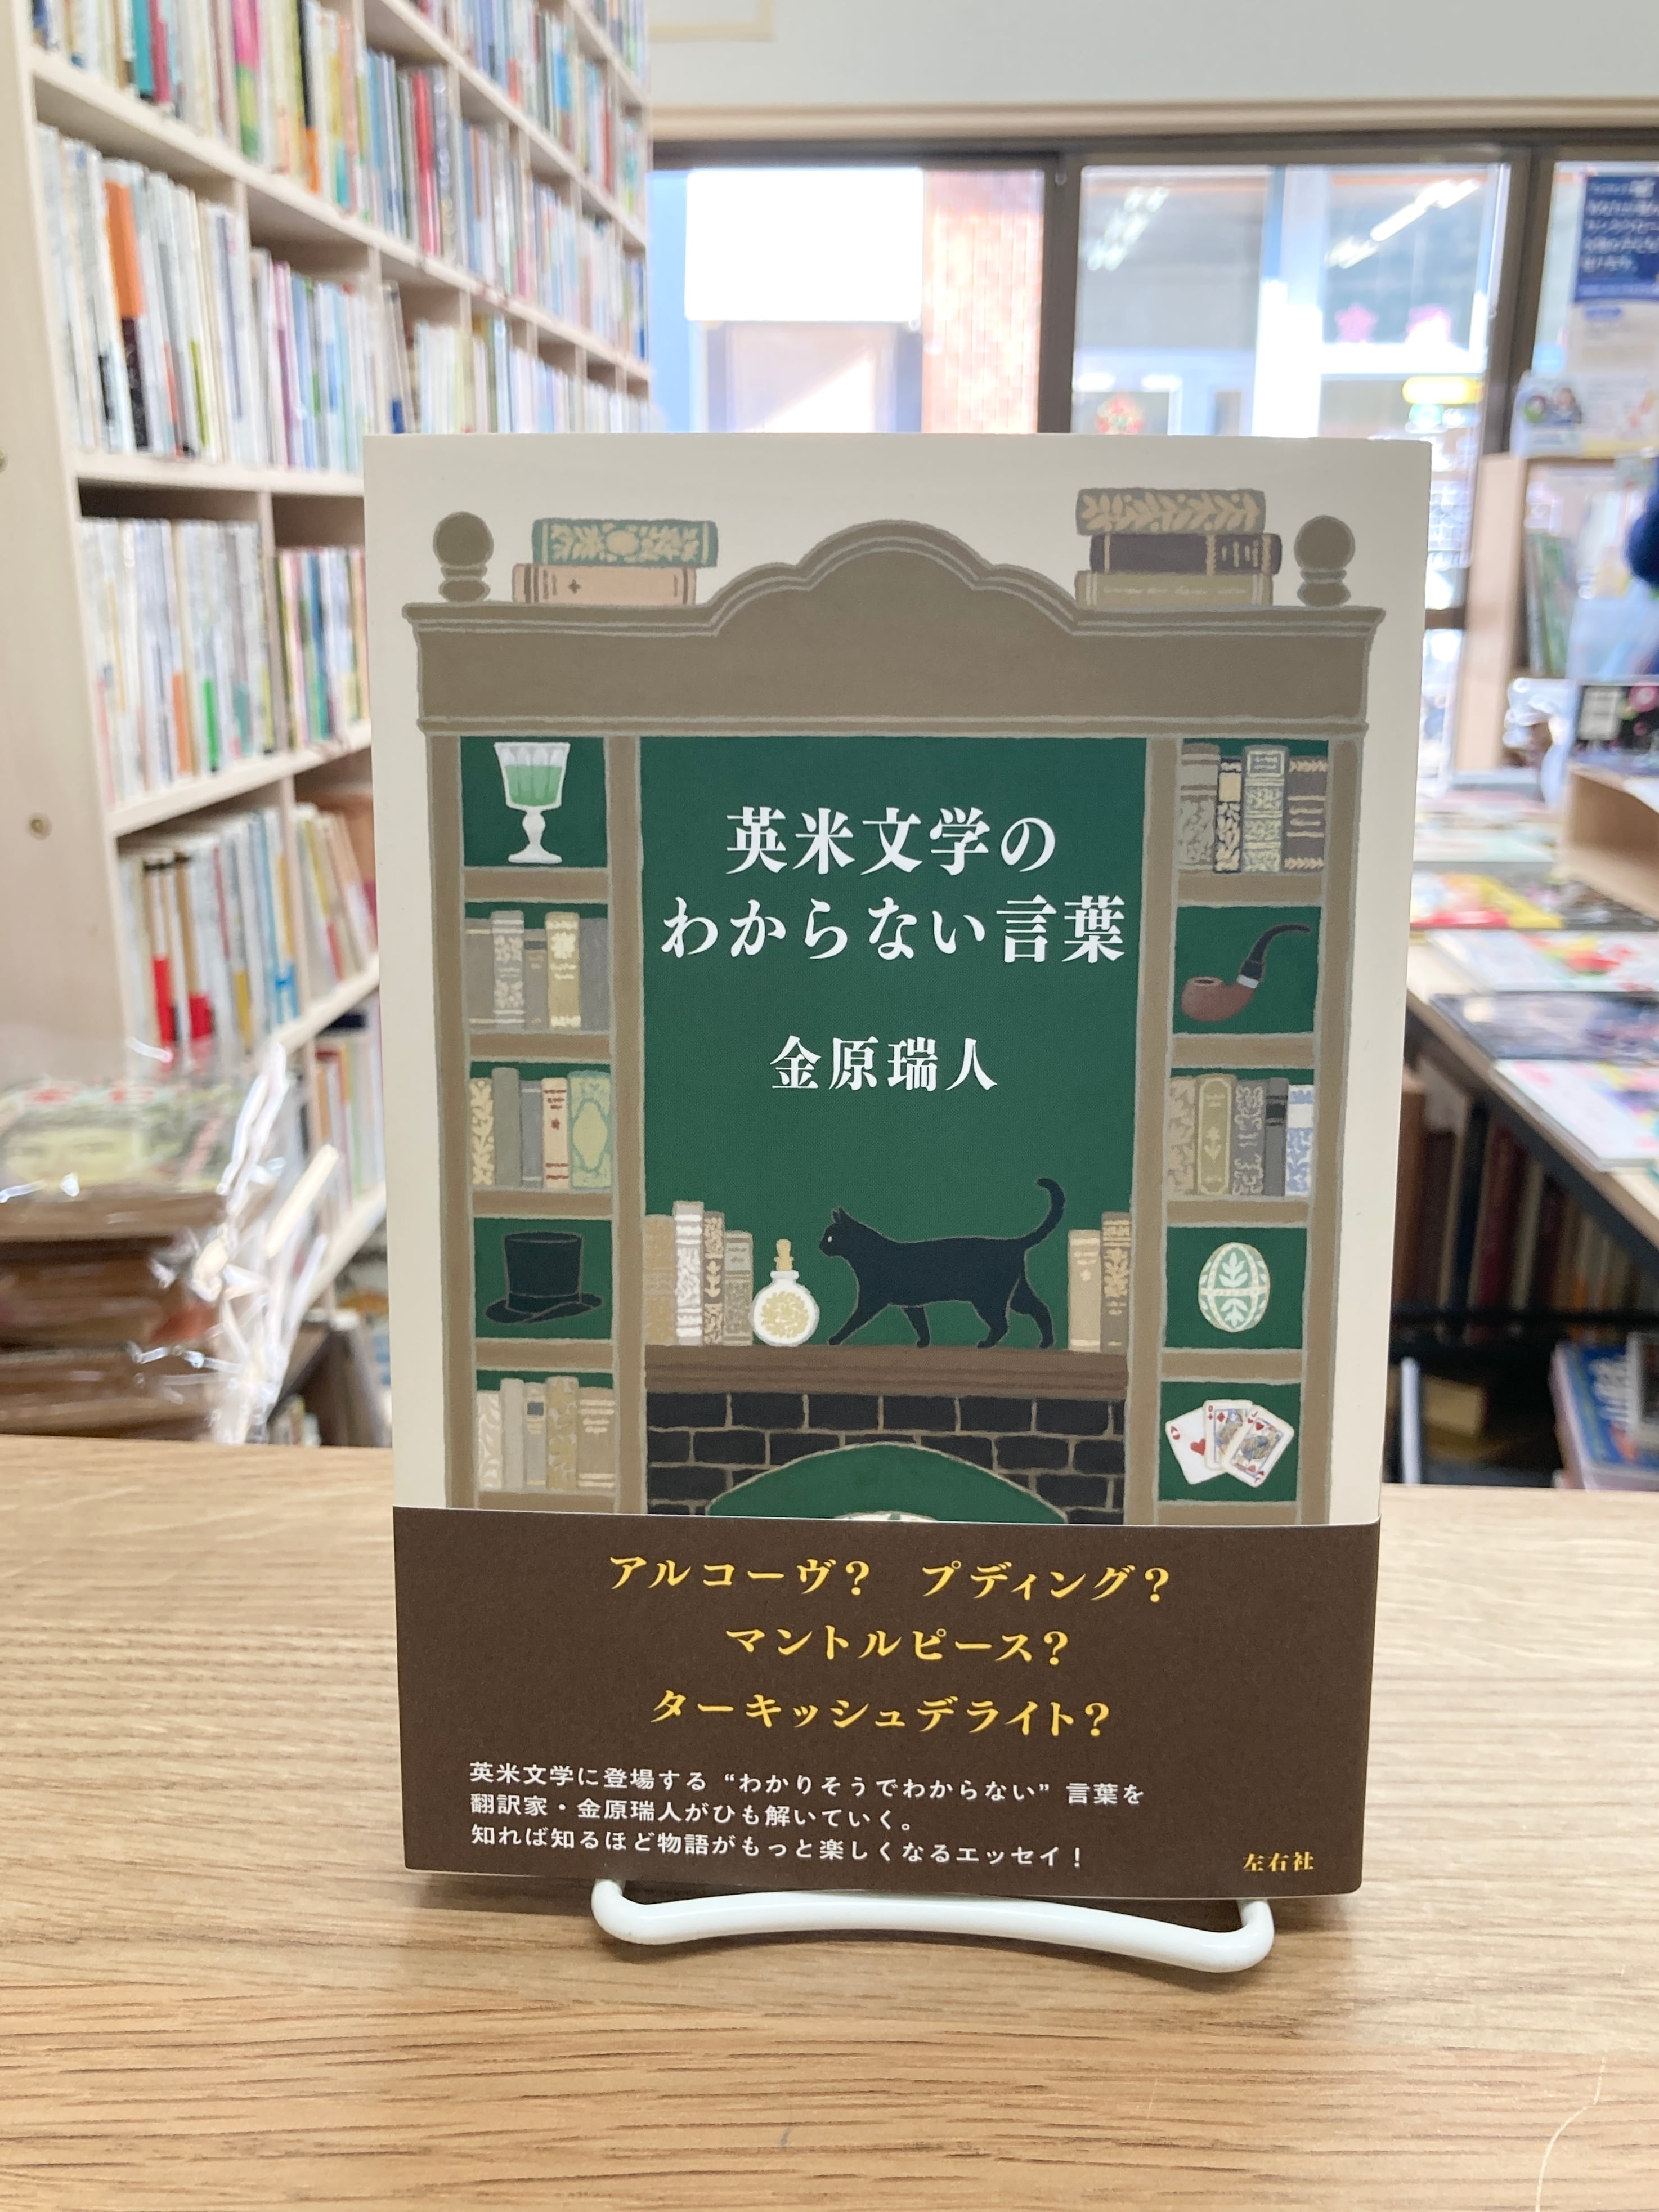 英米文学の
わからない言葉
金原瑞人
アルコーヴ？　プディング？
マントルピース？
ターキッシュデライト？
英米文学に登場する“わかりそうでわからない”言葉を
翻訳家・金原瑞人がひも解いていく。
知れば知るほど物語がもっと楽しくなるエッセイ！
左右社